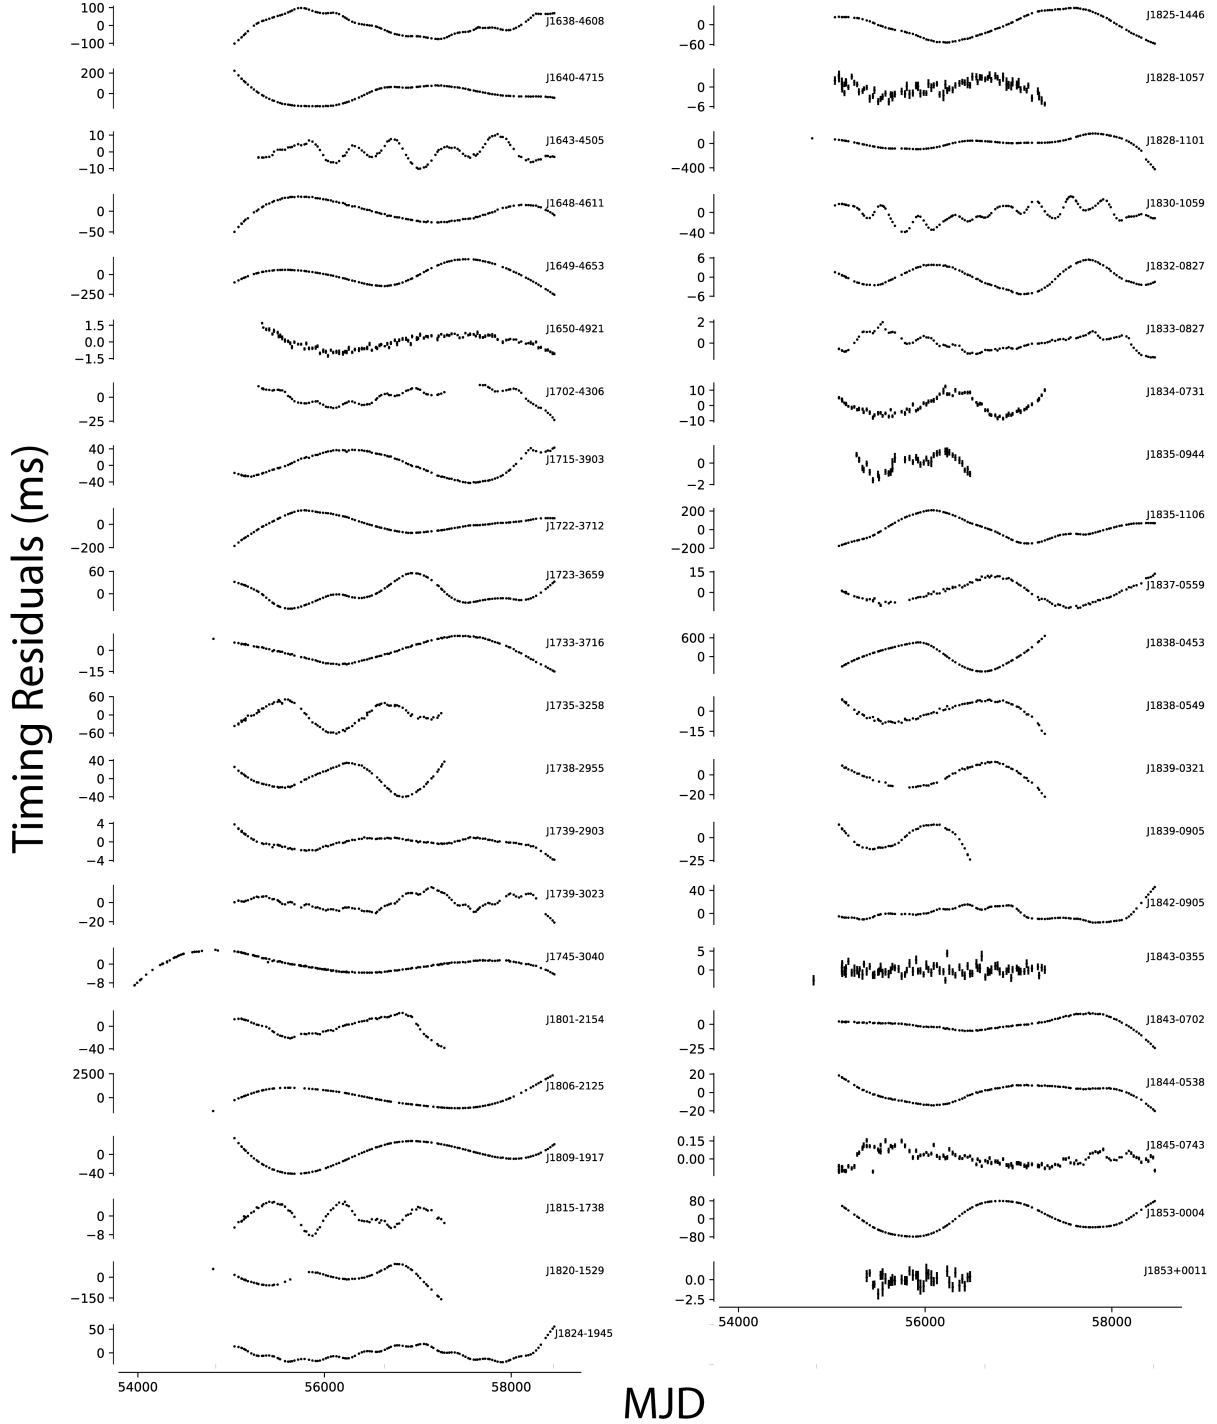 Timing Residuals (ms)
100
0
−100
J1638-4608
200
0
J1640-4715
10
0
−10
J1643-4505
0
−50
J1648-4611
0
−250
J1649-4653
1.5
0.0
−1.5
J1650-4921
0
−25
J1702-4306
40
0
−40
J1715-3903
0
−200
J1722-3712
60
0
J1723-3659
0
−15
J1733-3716
60
0
−60
J1735-3258
40
0
−40
J1738-2955
4
0
−4
J1739-2903
0
−20
J1739-3023
0
−8
J1745-3040
0
−40
J1801-2154
2500
0
J1806-2125
0
−40
J1809-1917
0
−8
J1815-1738
0
−150
J1820-1529
50
0
J1824-1945
54000 56000 58000
0
−60
J1825-1446
0
−6
J1828-1057
0
−400
J1828-1101
0
−40
J1830-1059
6
0
−6
J1832-0827
2
0
J1833-0827
10
0
−10
J1834-0731
0
−2
J1835-0944
200
0
−200
J1835-1106
15
0
J1837-0559
600
0
J1838-0453
0
−15
J1838-0549
0
−20
J1839-0321
0
−25
J1839-0905
40
0
J1842-0905
5
0
J1843-0355
0
−25
J1843-0702
20
0
−20
J1844-0538
0.15
0.00
J1845-0743
80
0
−80
J1853-0004
0.0
−2.5
J1853+0011
54000 56000 58000
MJD